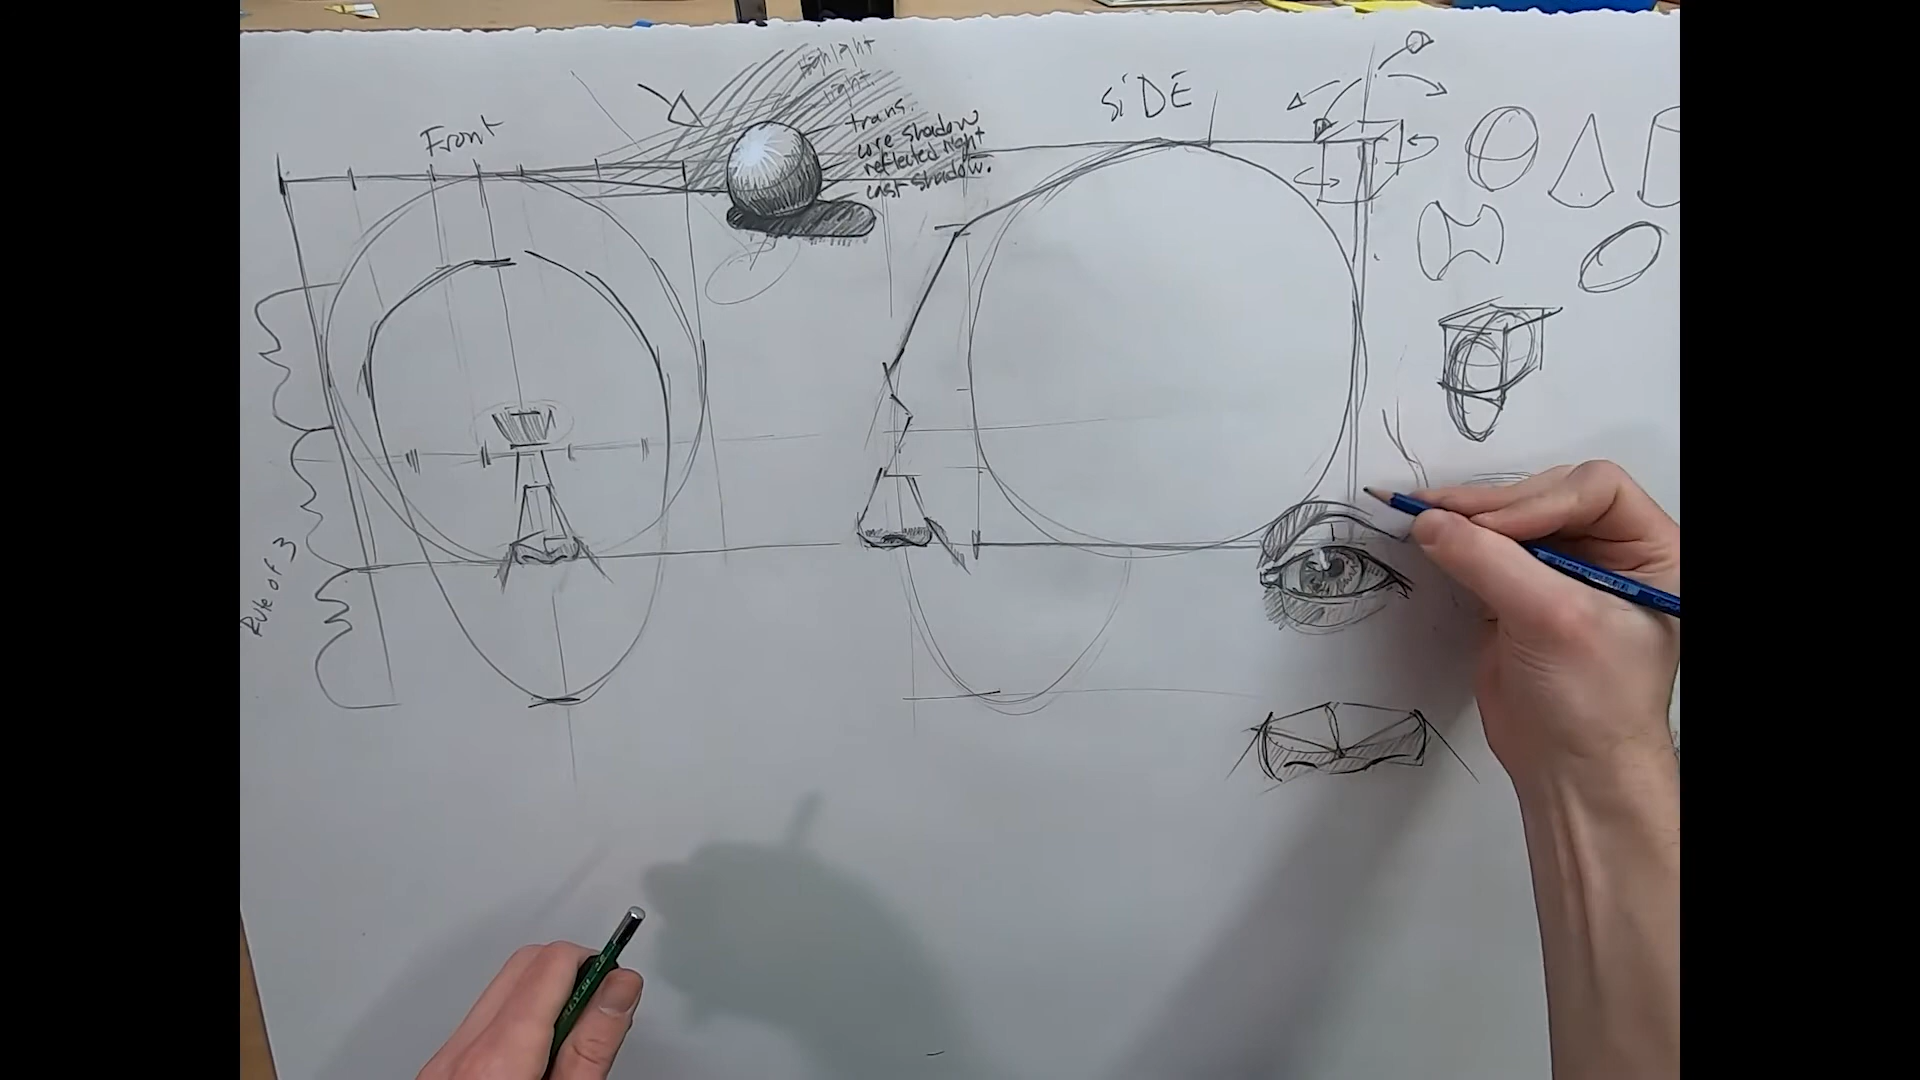 Front
highlight
light
trans.
core shadow
reflected light
cast shadow.
SiDE
Rule of 3